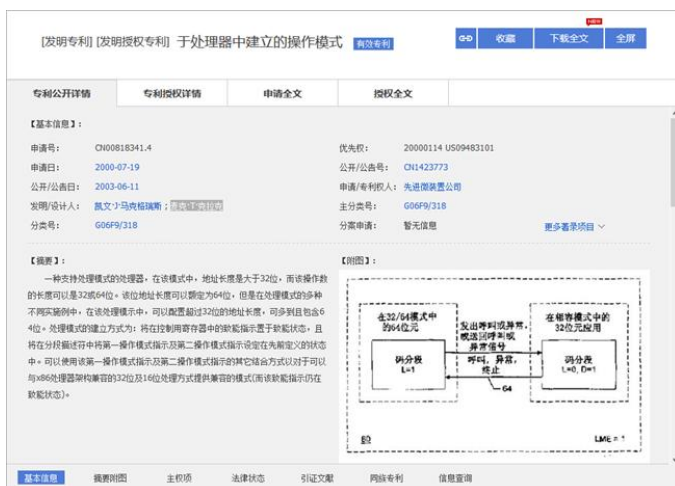 [发明专利] [发明授权专利] 于处理器中建立的操作模式 有效专利
收藏 下载全文 全屏
专利公开详情 专利授权详情 申请全文 授权全文
【基本信息】:
申请号: CN00818341.4 优先权: 20000114 US09483101
申请日: 2000-07-19 公开/公告号: CN1423773
公开/公告日: 2003-06-11 申请/专利权人: 先进微装置公司
发明/设计人: 凯文·J·马克格瑞斯;麦克·T·克拉克 主分类号: G06F9/318
分类号: G06F9/318 分案申请: 暂无信息 更多著录项目
【摘要】:
一种支持处理模式的处理器,在该模式中,地址长度是大于32位,而该操作数
的长度可以是32或64位。该位地址长度可以额定为64位,但是在处理模式的多种
不同实施例中,在该处理模示中,可以配置超过32位的地址长度,可多到且包含6
4位。处理模式的建立方式为:将在控制用寄存器中的致能指示置于致能状态,且
将在分段描述符中将第一操作模式指示及第二操作模式指示设定在先前定义的状态
中。可以使用该第一操作模式指示及第二操作模式指示的其它结合方式以对于可以
与x86处理器架构兼容的32位及16位处理方式提供兼容的模式(而该致能指示仍在
致能状态)。
【附图】:
在32/64模式中
的64位元
码分段
L=1
发出呼叫或异常,
或送回呼叫或
异常信号
呼叫,异常,
终止
64
在相容模式中的
32位元应用
码分段
L=0, D=1
80
LME = 1
基本信息 摘要附图 主权项 法律状态 引证文献 同族专利 信息查询